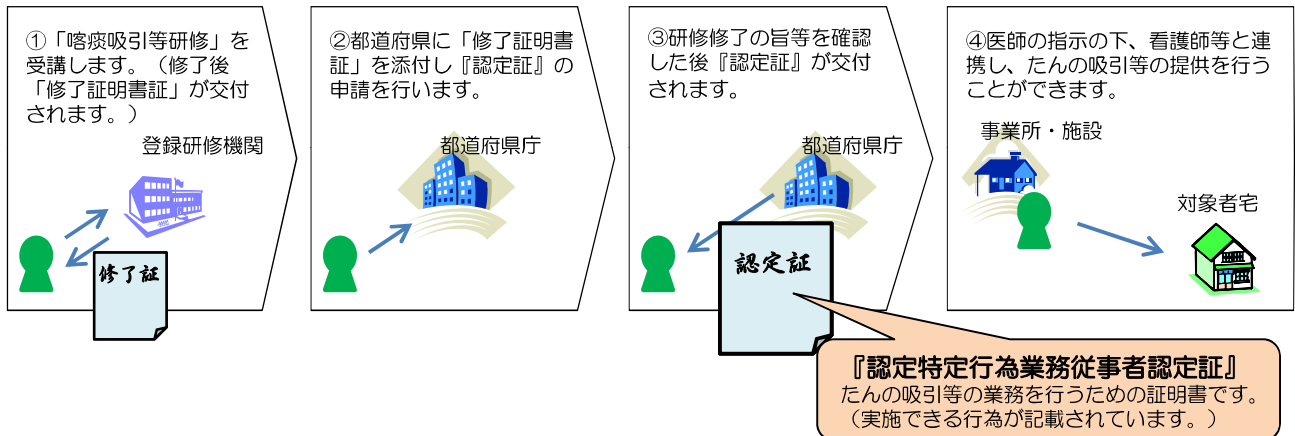 ①「喀痰吸引等研修」を
受講します。（修了後
「修了証明書証」が交付
されます。）
登録研修機関
修了証
②都道府県に「修了証明書
証」を添付し『認定証』の
申請を行います。
都道府県庁
③研修修了の旨等を確認
した後『認定証』が交付
されます。
都道府県庁
認定証
④医師の指示の下、看護師等と連
携し、たんの吸引等の提供を行う
ことができます。
事業所・施設
対象者宅
『認定特定行為業務従事者認定証』
たんの吸引等の業務を行うための証明書です。
（実施できる行為が記載されています。）